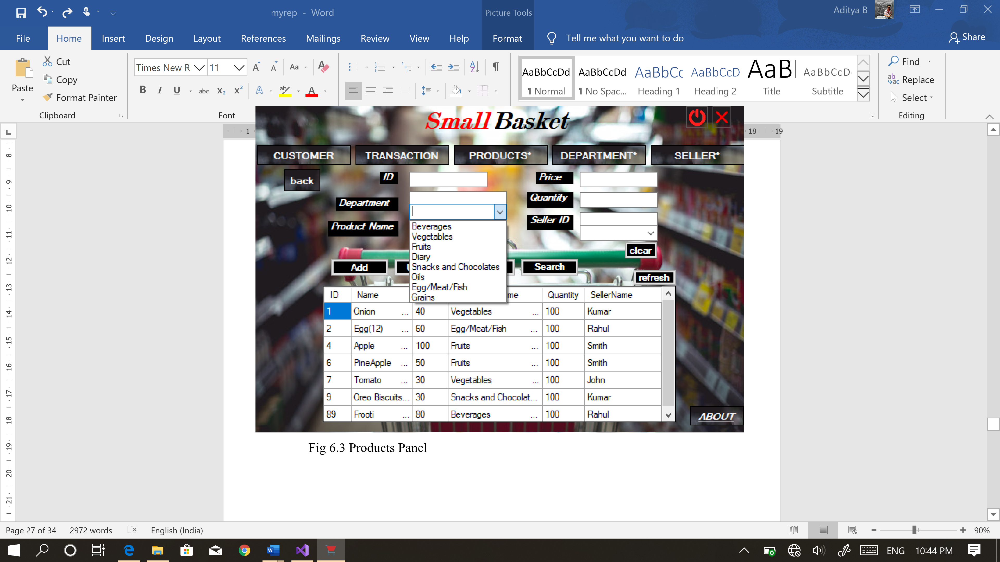 myrep - Word
Picture Tools
Aditya B
File
Home
Insert
Design
Layout
References
Mailings
Review
View
Help
Format
Tell me what you want to do
Share
Paste
Cut
Copy
Format Painter
Clipboard
Times New R
11
Aa
B I U abc X₂ X²
Font
AaBbCcDd
¶ Normal
AaBbCcDd
¶ No Spac...
AaBbCc
Heading 1
AaBbCcD
Heading 2
AaB
Title
AaBbCcD
Subtitle
Find
Replace
Select
Editing
1
18
19
8
9
10
11
12
13
14
15
16
17
18
19
20
21
Small Basket
CUSTOMER
TRANSACTION
PRODUCTS*
DEPARTMENT*
SELLER*
back
ID
Price
Department
Quantity
Product Name
Seller ID
Beverages
Vegetables
Fruits
Diary
Snacks and Chocolates
Oils
Egg/Meat/Fish
Grains
clear
Add
Search
refresh
ID Name me Quantity SellerName
1 Onion ... 40 Vegetables ... 100 Kumar
2 Egg(12) ... 60 Egg/Meat/Fish ... 100 Rahul
4 Apple ... 100 Fruits ... 100 Smith
6 PineApple ... 50 Fruits ... 100 Smith
7 Tomato ... 30 Vegetables ... 100 John
9 Oreo Biscuits... 30 Snacks and Chocolat... 100 Kumar
89 Frooti ... 80 Beverages ... 100 Rahul
ABOUT
Fig 6.3 Products Panel
Page 27 of 34
2972 words
English (India)
90%
ENG
10:44 PM